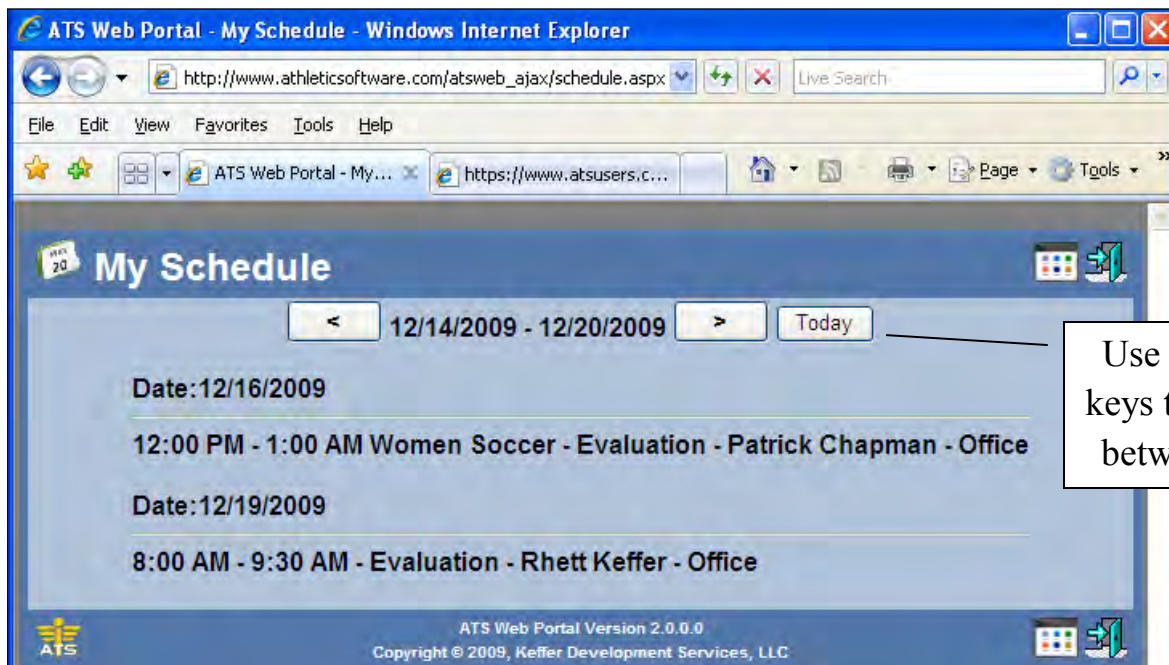 ATS Web Portal - My Schedule - Windows Internet Explorer
http://www.athleticsoftware.com/atsweb_ajax/schedule.aspx Live Search
File Edit View Favorites Tools Help
ATS Web Portal - My... https://www.atsusers.c... Page Tools »
MAY 20 My Schedule
< 12/14/2009 - 12/20/2009 > Today
Use
keys t
betw
Date:12/16/2009
12:00 PM - 1:00 AM Women Soccer - Evaluation - Patrick Chapman - Office
Date:12/19/2009
8:00 AM - 9:30 AM - Evaluation - Rhett Keffer - Office
ATS
ATS Web Portal Version 2.0.0.0
Copyright © 2009, Keffer Development Services, LLC